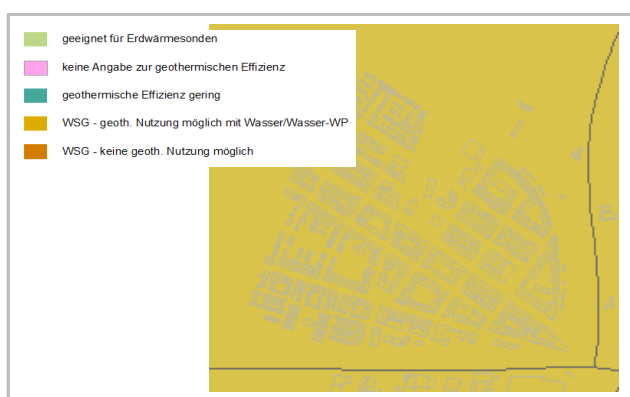 geeignet für Erdwärmesonden
keine Angabe zur geothermischen Effizienz
geothermische Effizienz gering
WSG - geoth. Nutzung möglich mit Wasser/Wasser-WP
WSG - keine geoth. Nutzung möglich